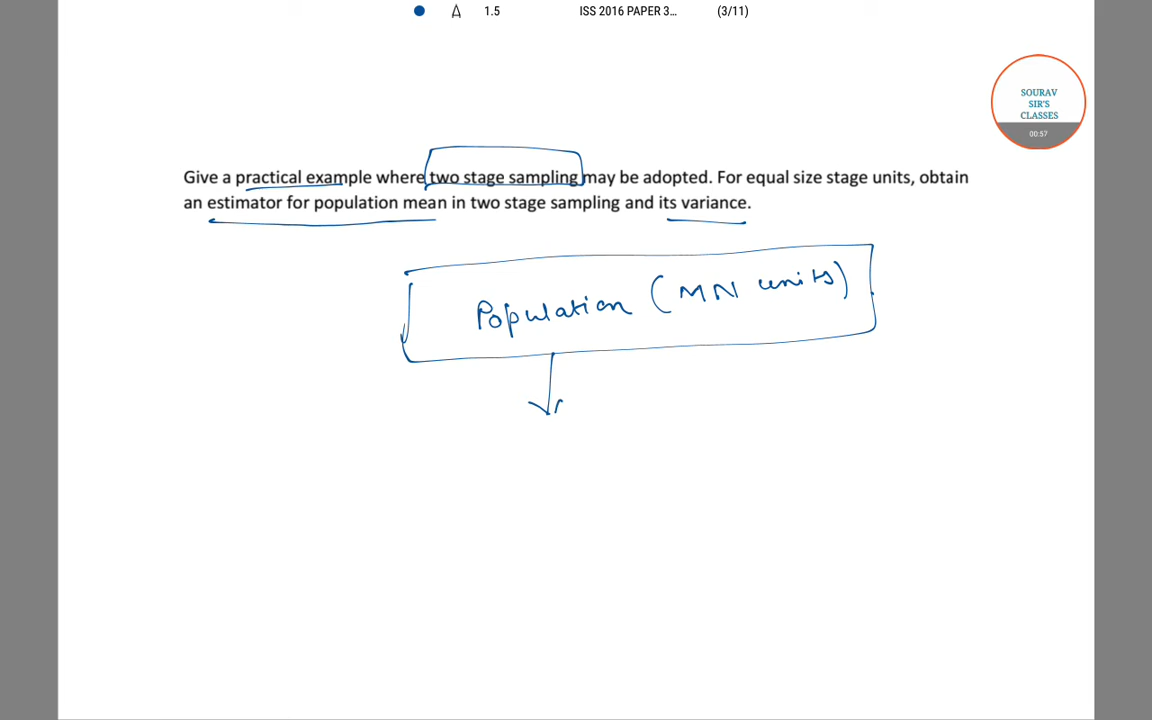 1.5 ISS 2016 PAPER 3... (3/11)
SOURAV
SIR'S
CLASSES
00:57
Give a practical example where two stage sampling may be adopted. For equal size stage units, obtain
an estimator for population mean in two stage sampling and its variance.
Population (MN units)